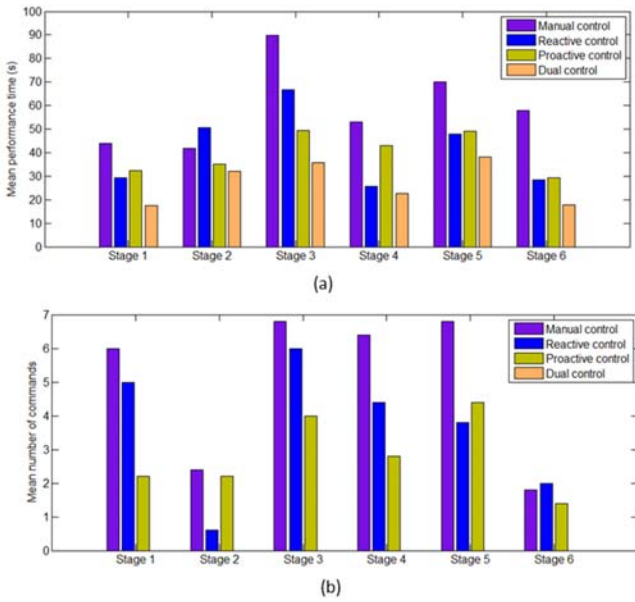 100
90
80
70
60
50
40
30
20
10
0
Mean performance time (s)
Manual control
Reactive control
Proactive control
Dual control
Stage 1 Stage 2 Stage 3 Stage 4 Stage 5 Stage 6
(a)
7
6
5
4
3
2
1
0
Mean number of commands
Manual control
Reactive control
Proactive control
Dual control
Stage 1 Stage 2 Stage 3 Stage 4 Stage 5 Stage 6
(b)